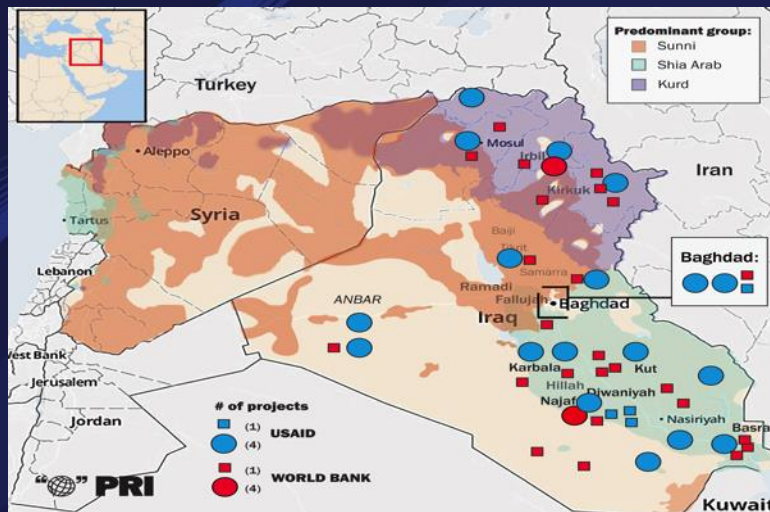 Predominant group:
Sunni
Shia Arab
Kurd
Turkey
Mosul
Irbil
Aleppo
Kirkuk
Iran
Syria
Tartus
Baiji
Tikrit
Samarra
Baghdad:
Lebanon
ANBAR
Ramadi
Fallujah
Baghdad
Iraq
West Bank
Jerusalem
Karbala
Kut
Hillah
Diwaniyah
Najaf
Jordan
Nasiriyah
Basra
# of projects
(1)
USAID
(4)
(1)
WORLD BANK
(4)
“ ” PRI
Kuwait